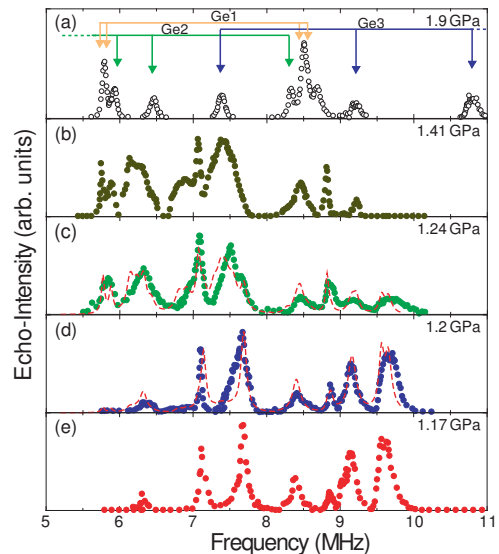 Ge1
Ge2
Ge3
(a)
1.9 GPa
(b)
1.41 GPa
(c)
1.24 GPa
(d)
1.2 GPa
(e)
1.17 GPa
Echo-Intensity (arb. units)
5 6 7 8 9 10 11
Frequency (MHz)